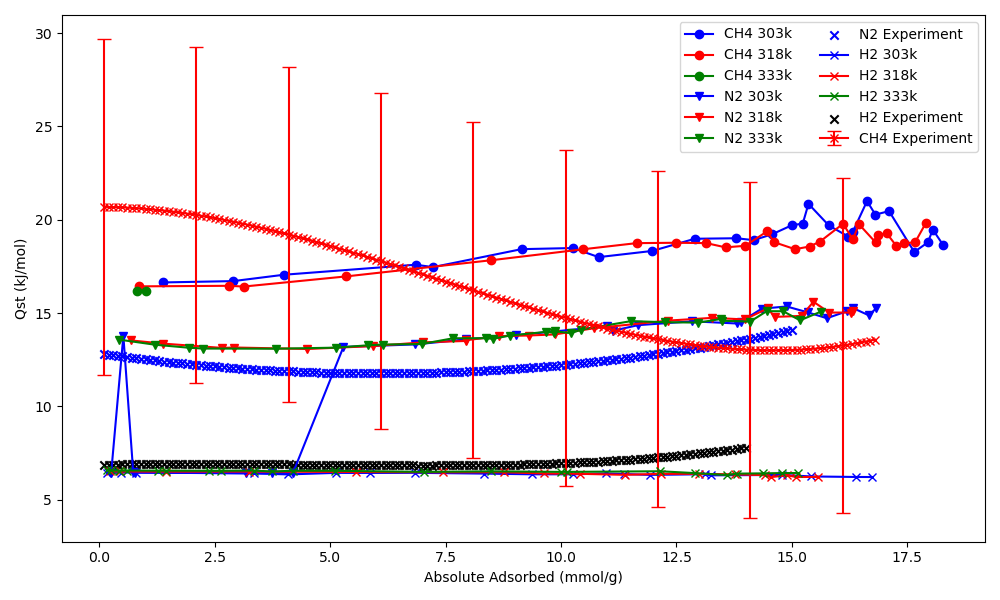 30
25
20
15
10
5
Qst (kJ/mol)
0.0 2.5 5.0 7.5 10.0 12.5 15.0 17.5
Absolute Adsorbed (mmol/g)
CH4 303k
CH4 318k
CH4 333k
N2 303k
N2 318k
N2 333k
N2 Experiment
H2 303k
H2 318k
H2 333k
H2 Experiment
CH4 Experiment